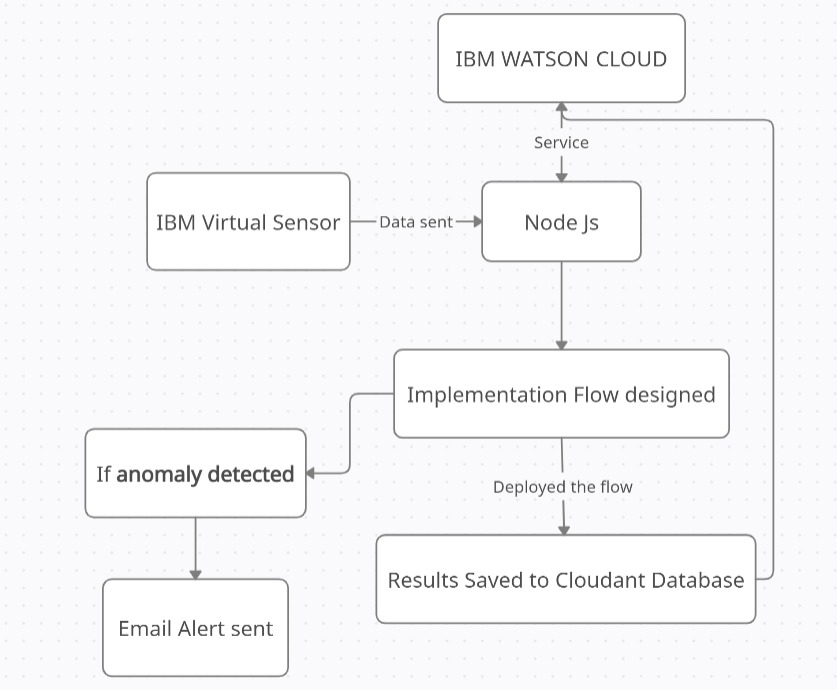 IBM WATSON CLOUD
Service
IBM Virtual Sensor
Data sent
Node Js
Implementation Flow designed
If anomaly detected
Deployed the flow
Results Saved to Cloudant Database
Email Alert sent